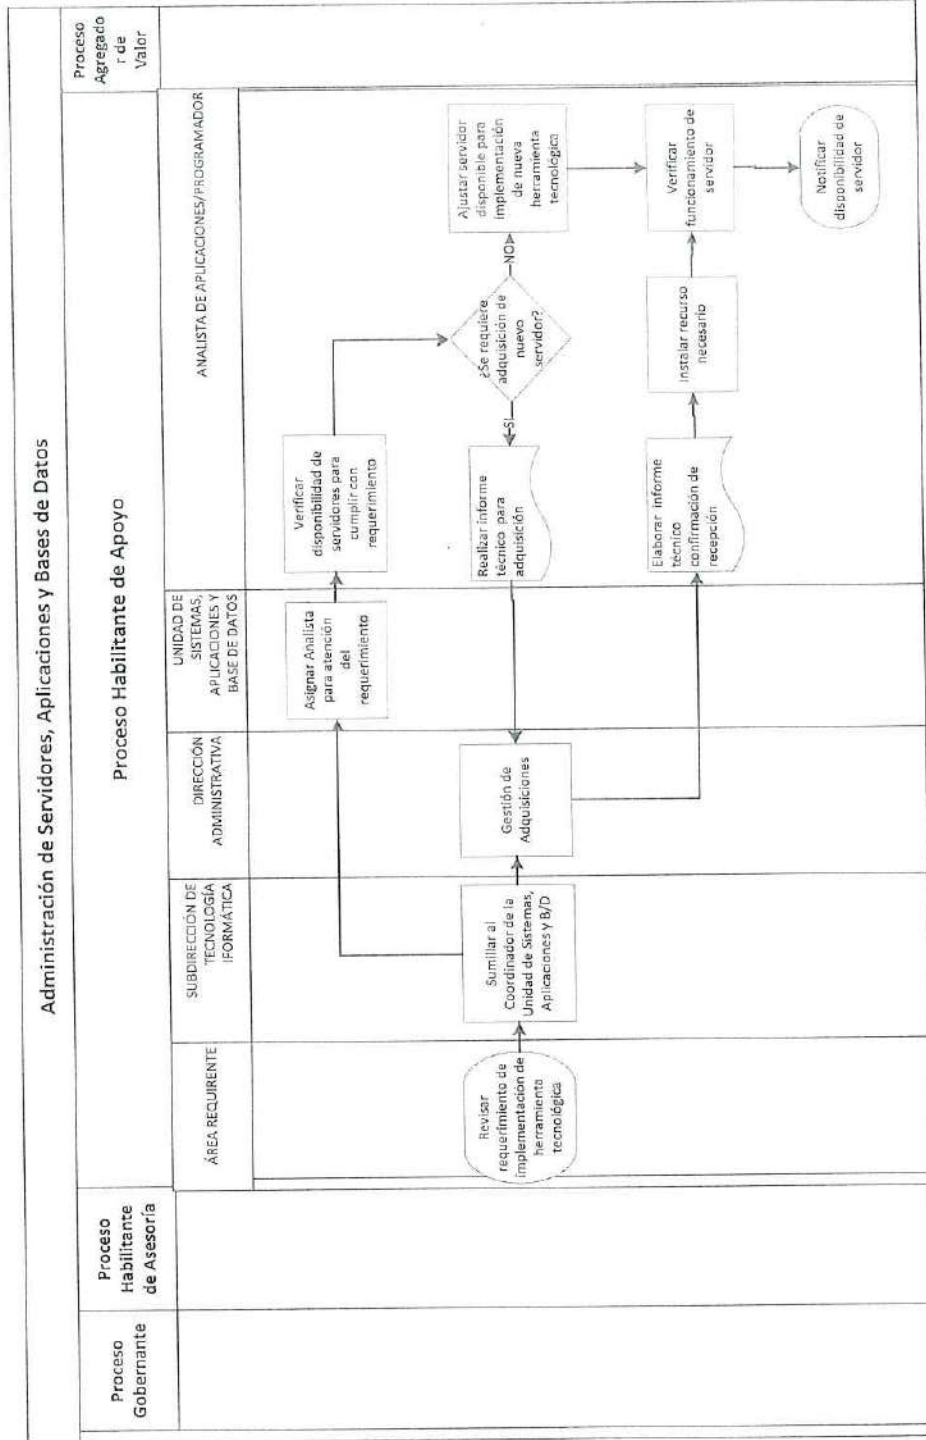 Administración de Servidores, Aplicaciones y Bases de Datos
Proceso
Gobernante
Proceso
Habilitante
de Asesoría
Proceso Habilitante de Apoyo
Proceso
Agregado
r de
Valor
ÁREA REQUIRENTE
SUBDIRECCIÓN DE
TECNOLOGÍA
IFORMÁTICA
DIRECCIÓN
ADMINISTRATIVA
UNIDAD DE
SISTEMAS,
APLICACIONES Y
BASE DE DATOS
ANALISTA DE APLICACIONES/PROGRAMADOR
Revisar
requerimiento de
implementación de
herramienta
tecnológica
Sumillar al
Coordinador de la
Unidad de Sistemas,
Aplicaciones y B/D
Gestión de
Adquisiciones
Asignar Analista
para atención
del
requerimiento
Verificar
disponibilidad de
servidores para
cumplir con
requerimiento
¿Se requiere
adquisición de
nuevo
servidor?
SI
NO
Realizar informe
técnico para
adquisición
Ajustar servidor
disponible para
implementación
de nueva
herramienta
tecnológica
Elaborar informe
técnico
confirmación de
recepción
Instalar recurso
necesario
Verificar
funcionamiento de
servidor
Notificar
disponibilidad de
servidor